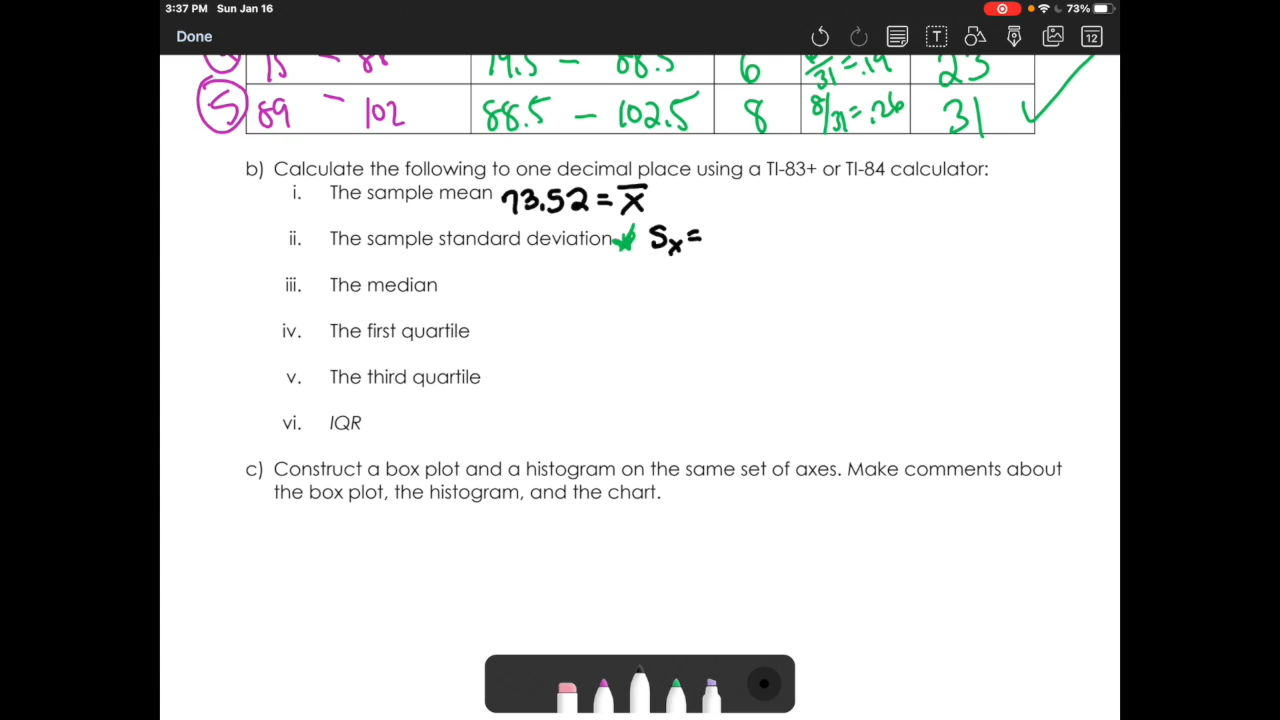 3:37 PM Sun Jan 16 73%
Done 12
88.5 6 23
5 89 - 102 88.5 - 102.5 8 8/31=.26 31
b) Calculate the following to one decimal place using a TI-83+ or TI-84 calculator:
i. The sample mean 73.52 = x̅
ii. The sample standard deviation Sx=
iii. The median
iv. The first quartile
v. The third quartile
vi. IQR
c) Construct a box plot and a histogram on the same set of axes. Make comments about
the box plot, the histogram, and the chart.